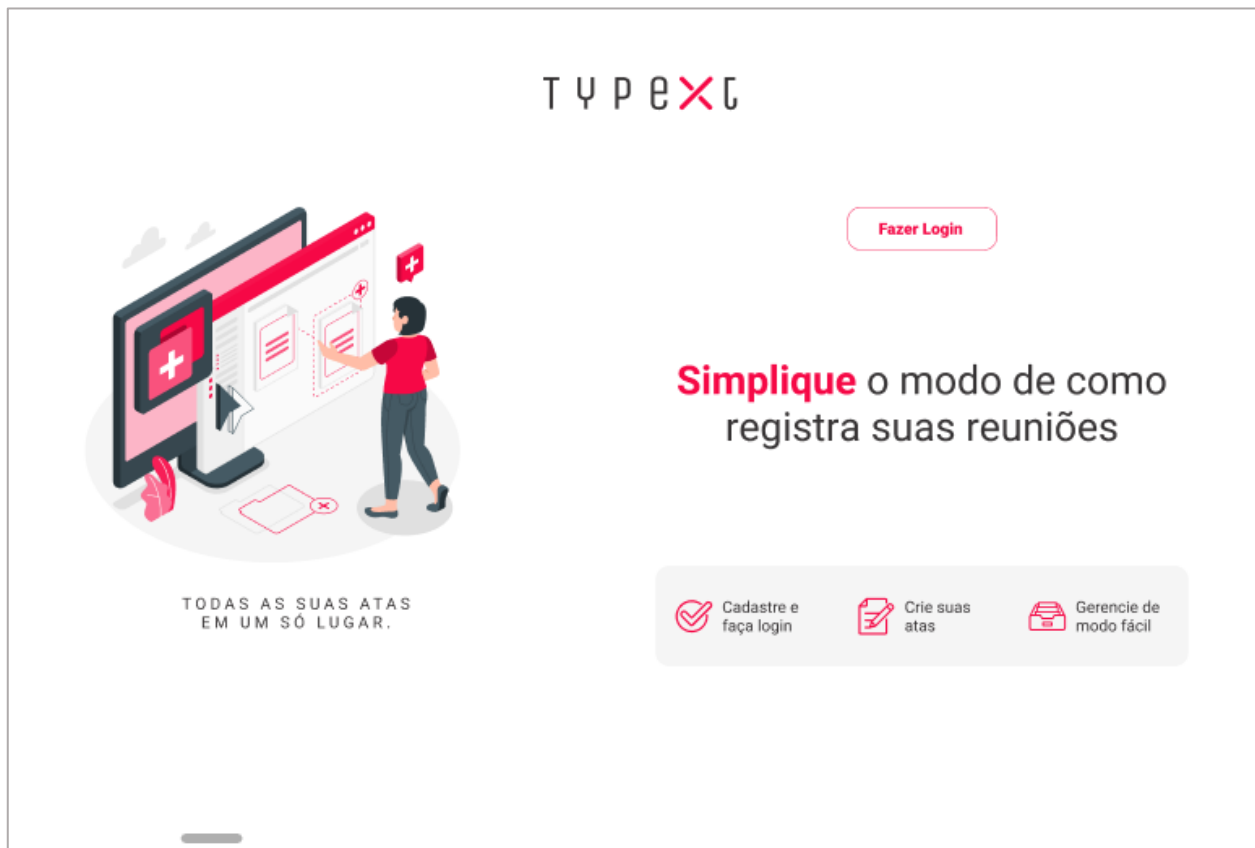 TYPEXT
Fazer Login
Simplique o modo de como
registra suas reuniões
TODAS AS SUAS ATAS
EM UM SÓ LUGAR.
Cadastre e
faça login
Crie suas
atas
Gerencie de
modo fácil